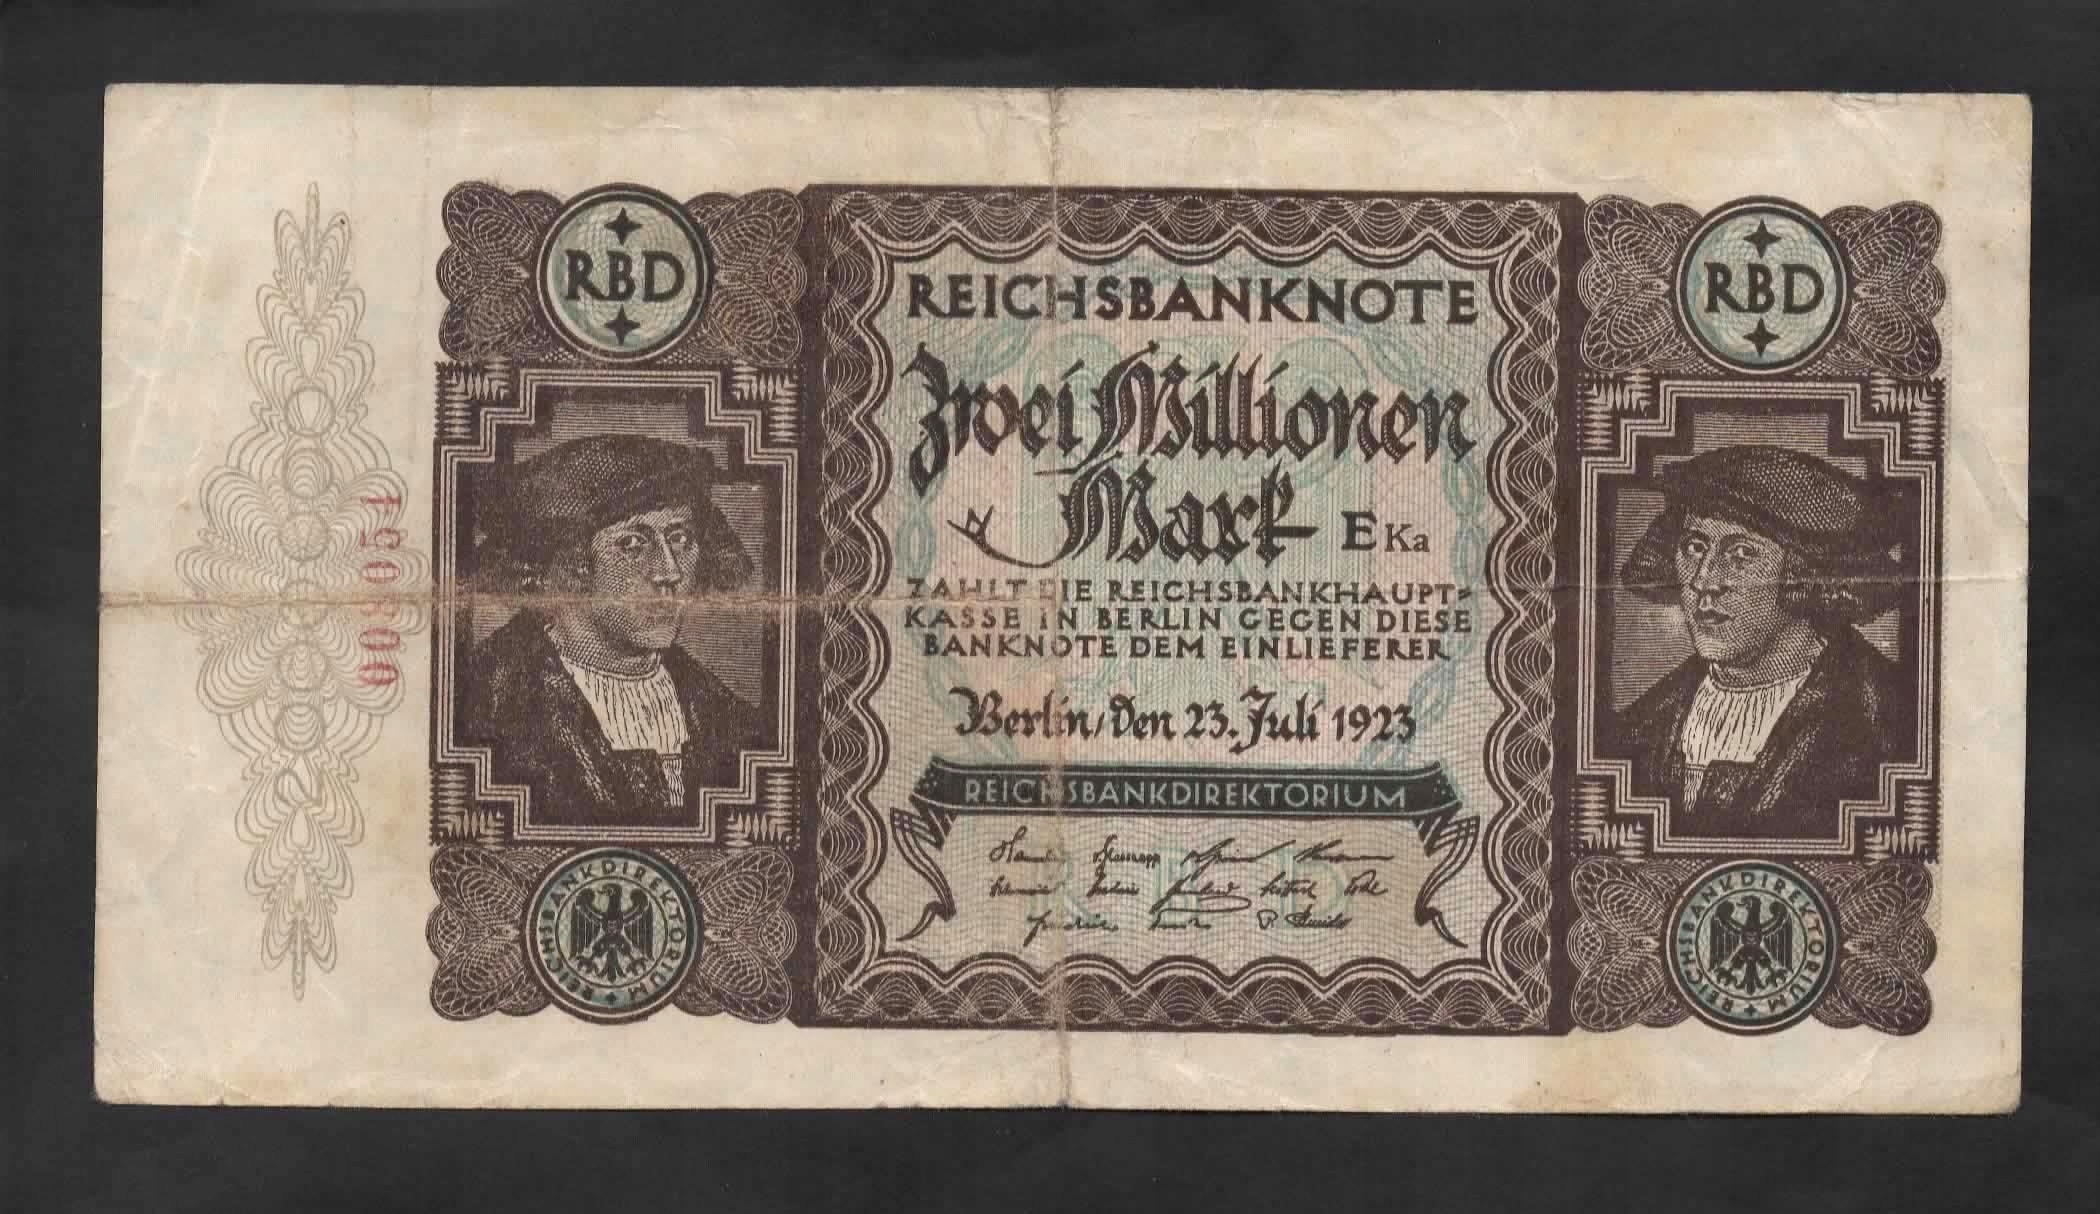 RBD
RBD
REICHSBANKNOTE
Zwei Millionen
Mark
EKa
ZAHLT DIE REICHSBANKHAUPT-
KASSE IN BERLIN GEGEN DIESE
BANKNOTE DEM EINLIEFERER
Berlin, den 23. Juli 1923
REICHSBANKDIREKTORIUM
REICHSBANKDIREKTORIUM
REICHSBANKDIREKTORIUM